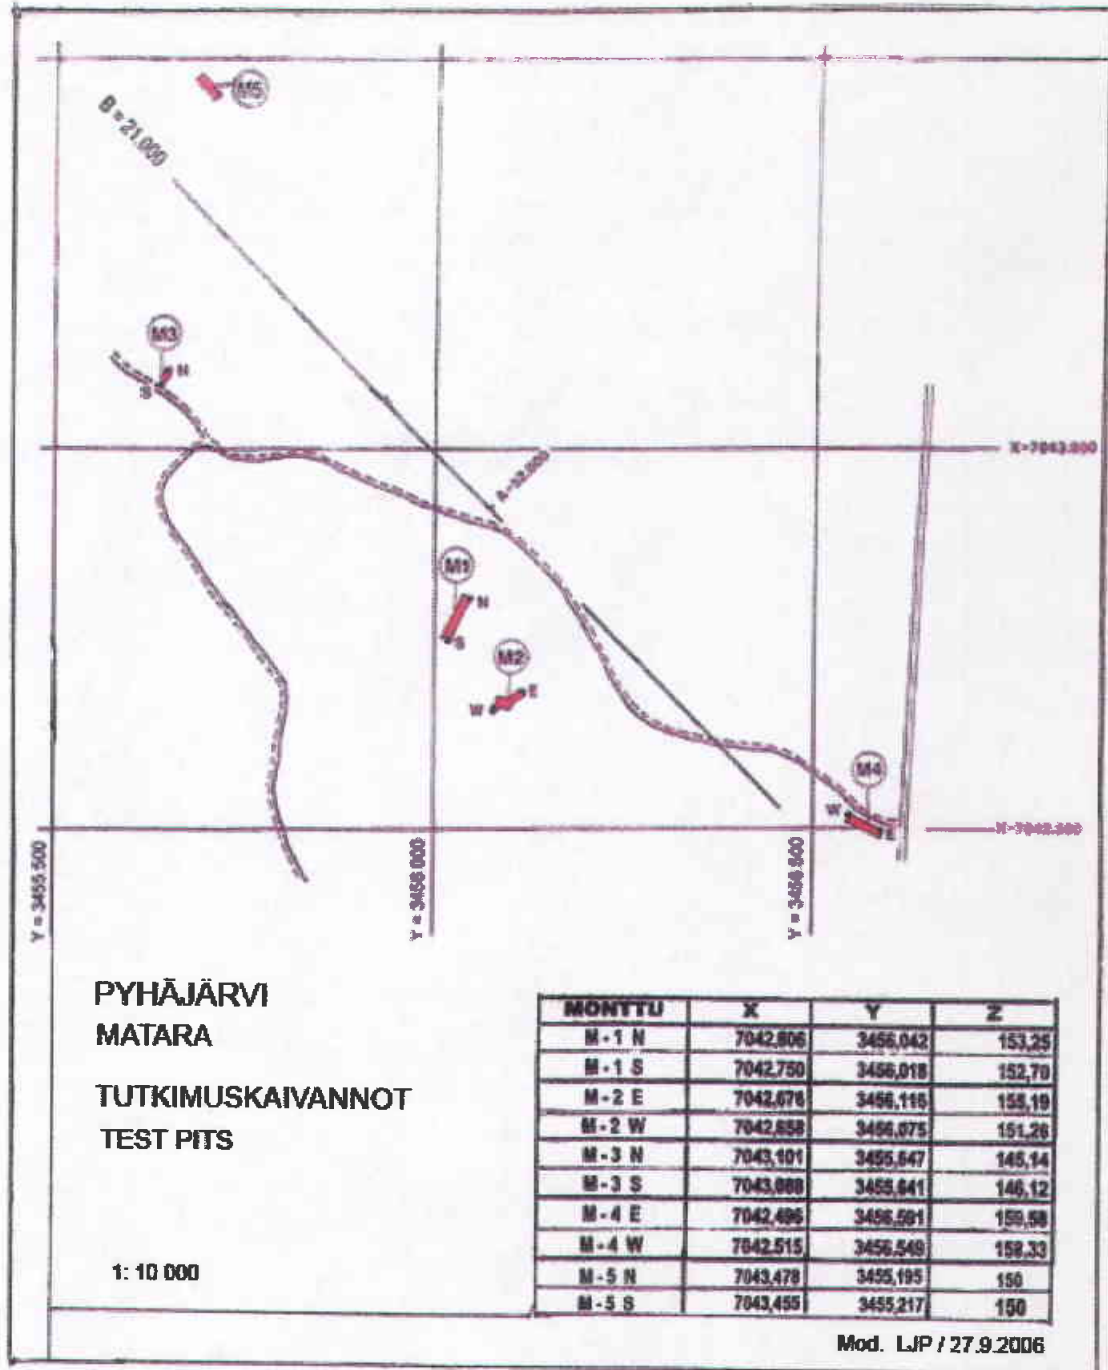 M5
B = 21.000
M3
N
S
X=7043.000
A=12.000
M1
N
S
M2
E
W
M4
W
E
X=7042.500
Y = 3455.500
Y = 3456.000
Y = 3456.500
PYHÄJÄRVI
MATARA
TUTKIMUSKAIVANNOT
TEST PITS
1: 10 000
MONTTU X Y Z
M - 1 N 7042,806 3456,042 153,25
M - 1 S 7042,750 3456,018 152,70
M - 2 E 7042,676 3456,116 155,19
M - 2 W 7042,658 3456,075 151,26
M - 3 N 7043,101 3455,647 145,14
M - 3 S 3455,641 146,12
M - 4 E 7042,496 3456,591 159,58
M - 4 W 7042,515 3456,549 158,33
M - 5 N 7043,478 3455,195 150
M - 5 S 7043,455 3455,217 150
Mod. LJP / 27.9.2006